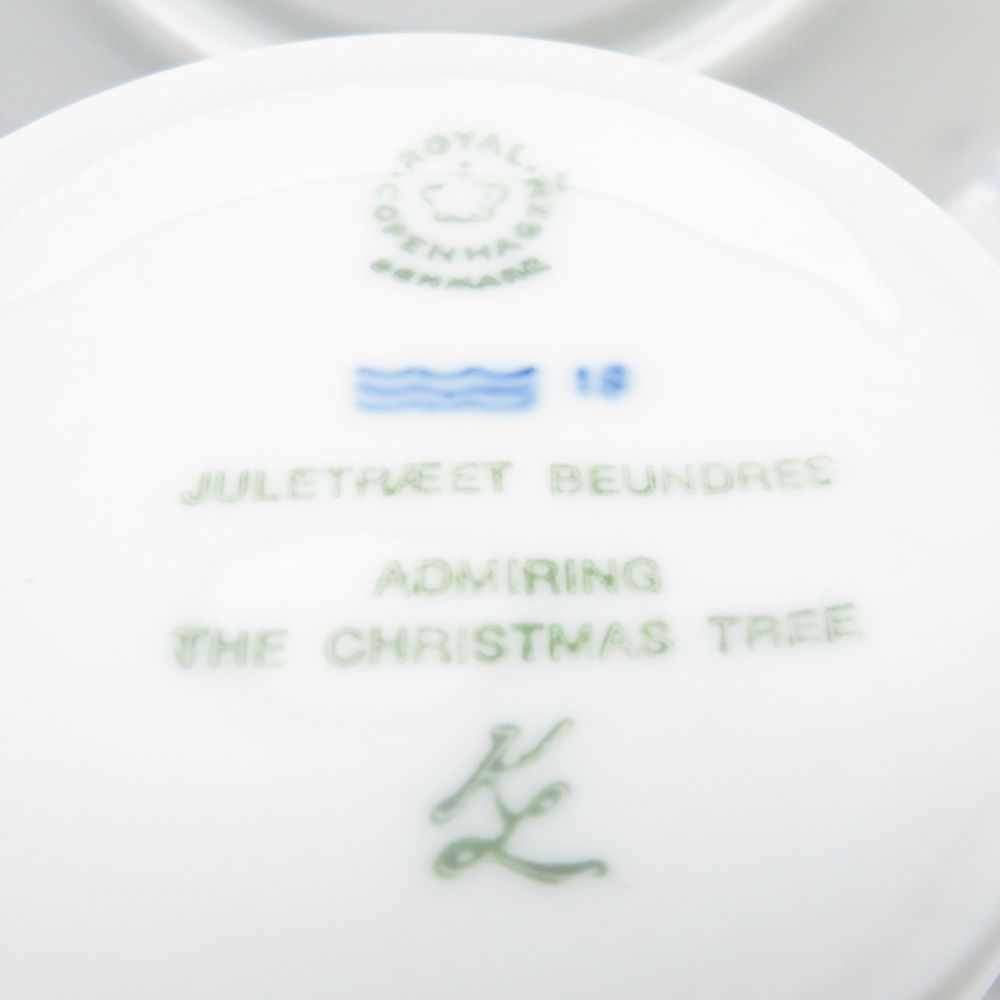 ROYAL COPENHAGEN
DENMARK
18
JULETRÆET BEUNDRES
ADMIRING
THE CHRISTMAS TREE
KL